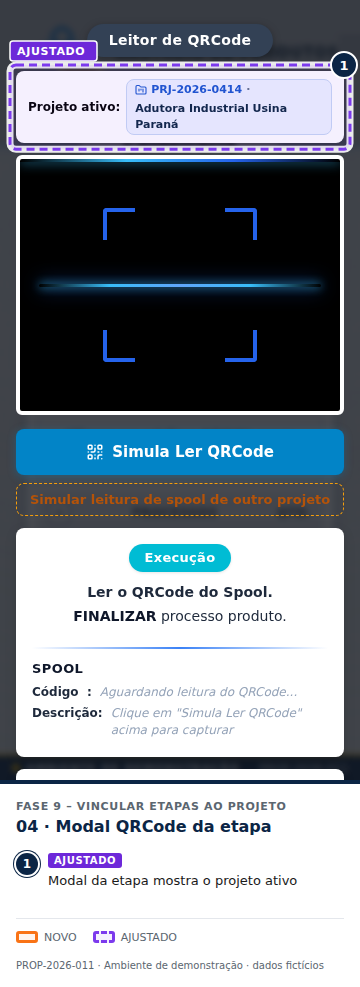 Leitor de QRCode
AJUSTADO
1
Projeto ativo:
PRJ-2026-0414 ·
Adutora Industrial Usina
Paraná
Simula Ler QRCode
Simular leitura de spool de outro projeto
Execução
Ler o QRCode do Spool.
FINALIZAR processo produto.
SPOOL
Código : Aguardando leitura do QRCode...
Descrição: Clique em "Simula Ler QRCode"
acima para capturar
FASE 9 – VINCULAR ETAPAS AO PROJETO
04 · Modal QRCode da etapa
1 AJUSTADO
Modal da etapa mostra o projeto ativo
NOVO AJUSTADO
PROP-2026-011 · Ambiente de demonstração · dados fictícios